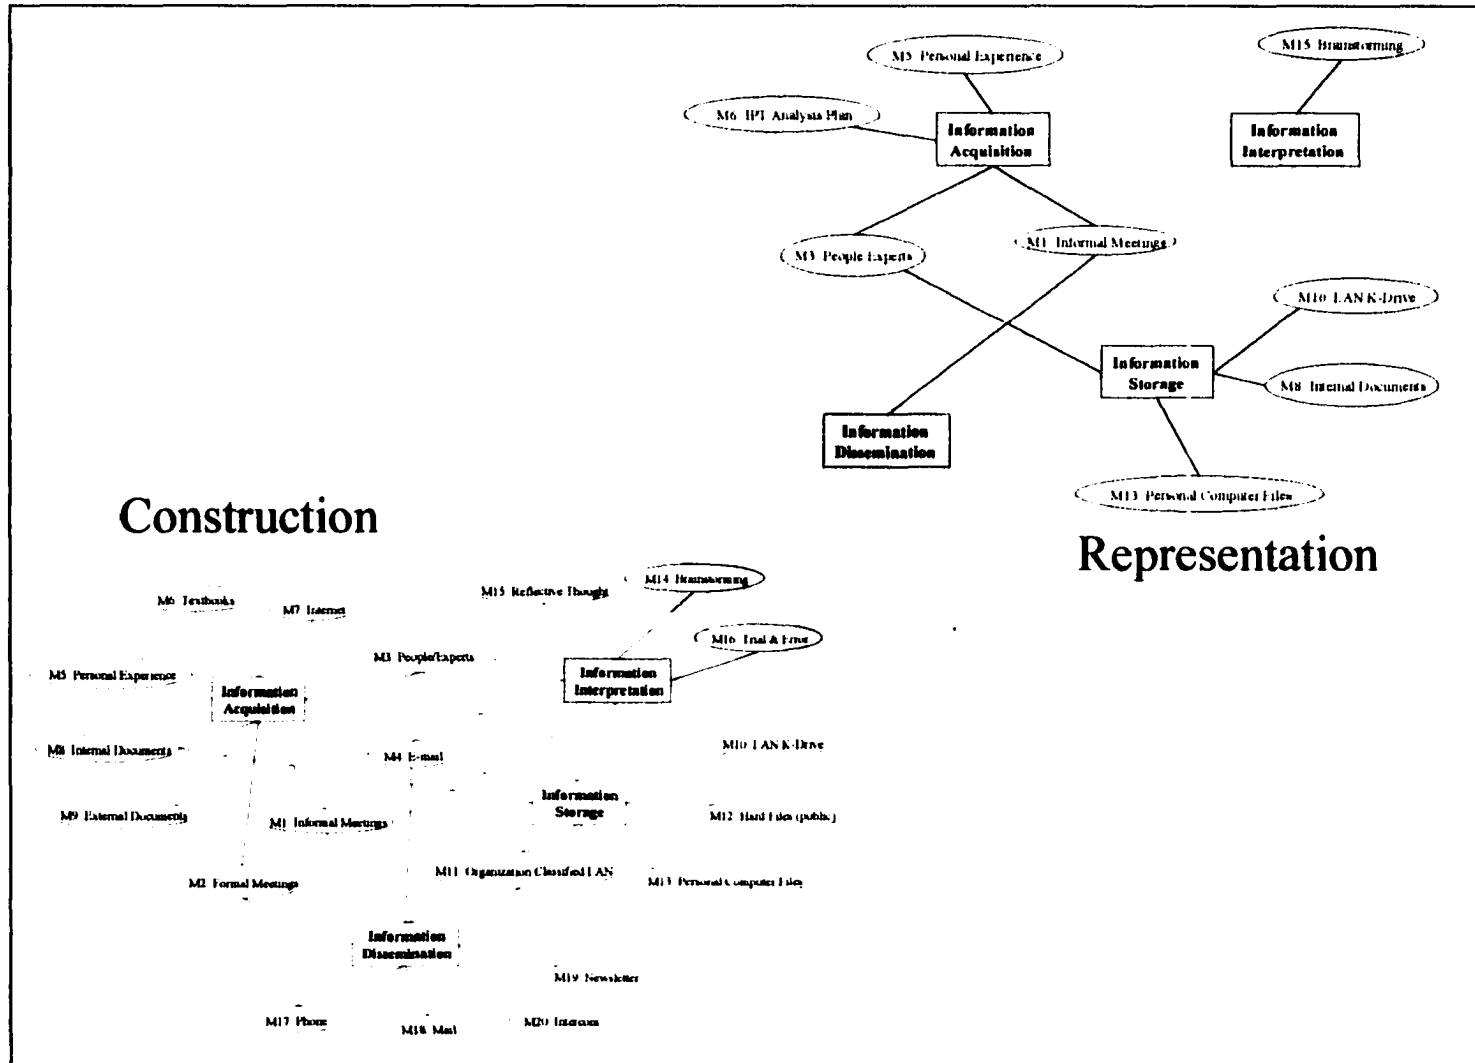 M5 Personal Experience
M15 Brainstorming
M6 IPT Analysis Plan
Information
Acquisition
Information
Interpretation
M3 People Experts
M1 Informal Meetings
M10 LAN K-Drive
Information
Storage
M8 Internal Documents
Information
Dissemination
M13 Personal Computer Files
Construction
Representation
M6 Textbooks
M7 Internet
M15 Reflective Thought
M14 Brainstorming
M16 Trial & Error
M3 People/Experts
M5 Personal Experience
Information
Acquisition
Information
Interpretation
M8 Internal Documents
M4 E-mail
M10 LAN K-Drive
Information
Storage
M9 External Documents
M1 Informal Meetings
M12 Hard Files (public)
M2 Formal Meetings
M11 Organization Classified LAN
M13 Personal Computer Files
Information
Dissemination
M19 Newsletter
M17 Phone
M18 Mail
M20 Intercom